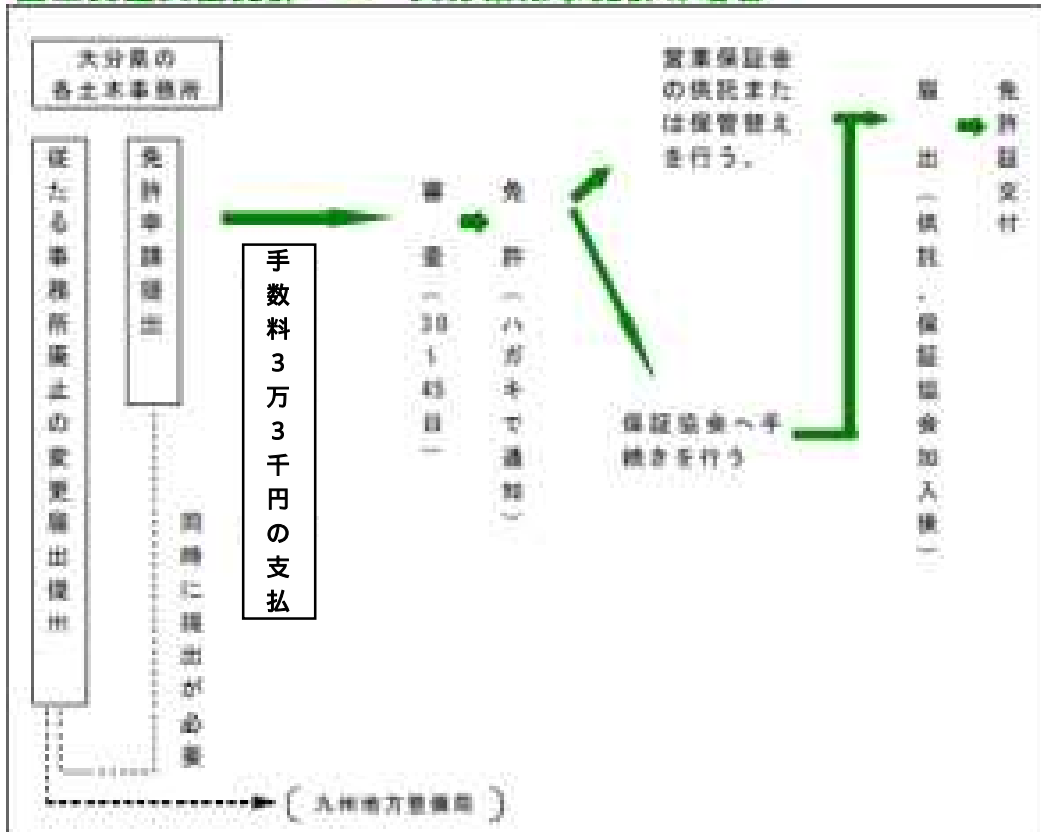 大分県の
各土木事務所
従たる事務所廃止の変更届出提出
免許申請提出
同時に提出が必要
手数料3万3千円の支払
審査(30~45日)
免許(ハガキで通知)
営業保証金
の供託また
は保管替え
を行う。
保証協会へ手
続きを行う
届出(供託、保証協会加入後)
免許証交付
(九州地方整備局)